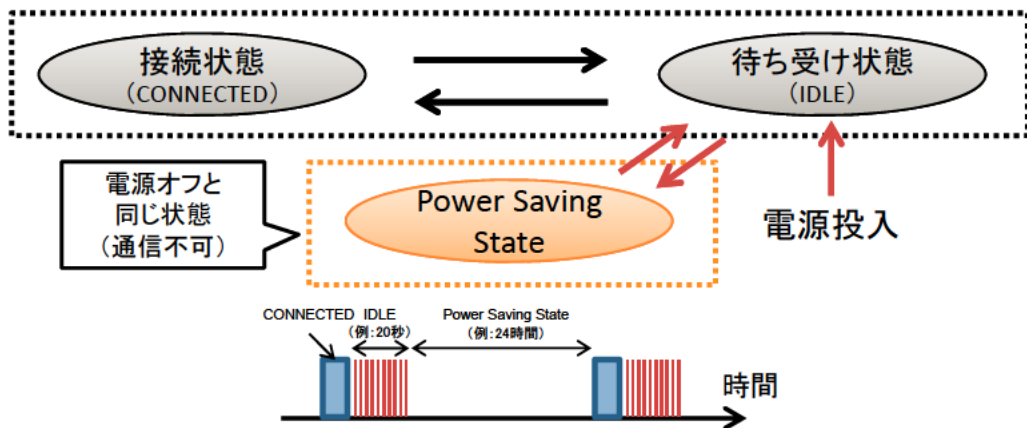 接続状態
（CONNECTED）
待ち受け状態
（IDLE）
電源オフと
同じ状態
（通信不可）
Power Saving
State
電源投入
CONNECTED IDLE
（例：20秒）
Power Saving State
（例：24時間）
時間